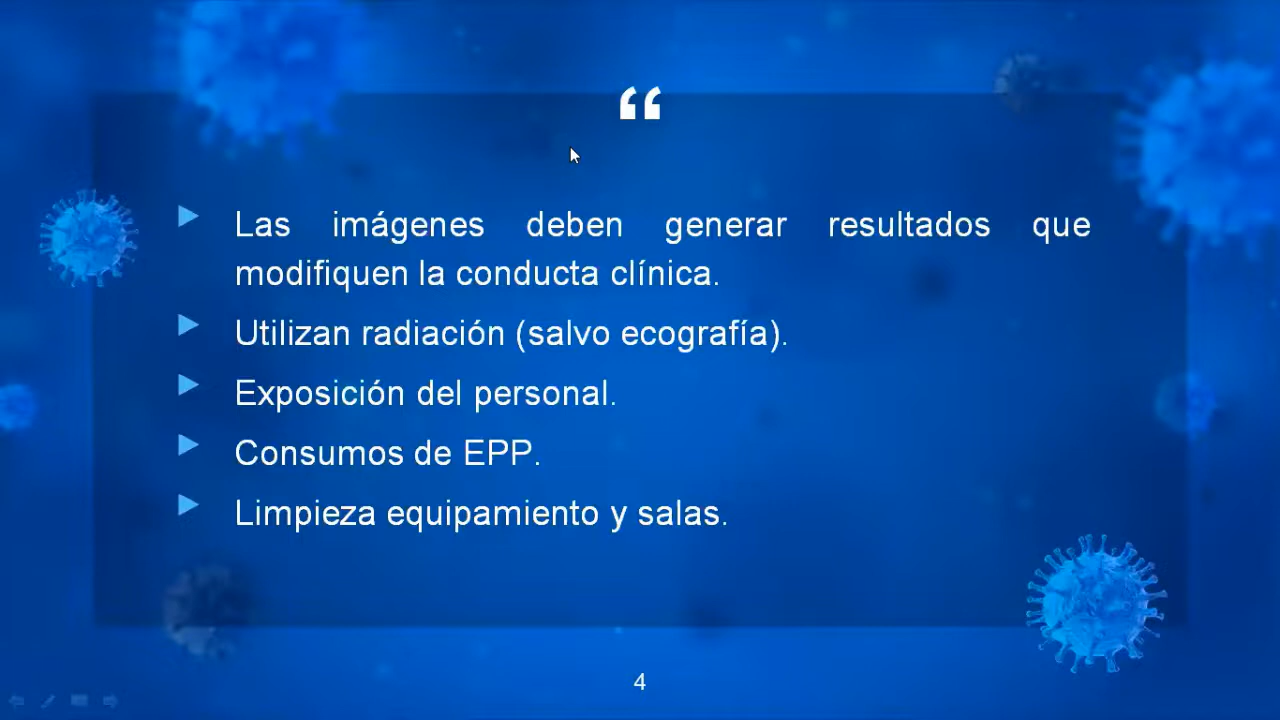 “
Las imágenes deben generar resultados que
modifiquen la conducta clínica.
Utilizan radiación (salvo ecografía).
Exposición del personal.
Consumos de EPP.
Limpieza equipamiento y salas.
4